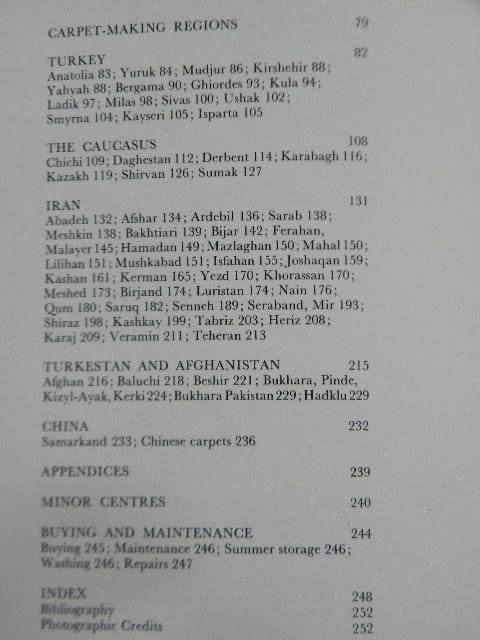 CARPET-MAKING REGIONS 79
TURKEY 82
Anatolia 83; Yuruk 84; Mudjur 86; Kirshehir 88;
Yahyah 88; Bergama 90; Ghiordes 93; Kula 94;
Ladik 97; Milas 98; Sivas 100; Ushak 102;
Smyrna 104; Kayseri 105; Isparta 105
THE CAUCASUS 108
Chichi 109; Daghestan 112; Derbent 114; Karabagh 116;
Kazakh 119; Shirvan 126; Sumak 127
IRAN 131
Abadeh 132; Afshar 134; Ardebil 136; Sarab 138;
Meshkin 138; Bakhtiari 139; Bijar 142; Ferahan,
Malayer 145; Hamadan 149; Mazlaghan 150; Mahal 150;
Lilihan 151; Mushkabad 151; Isfahan 155; Joshaqan 159;
Kashan 161; Kerman 165; Yezd 170; Khorassan 170;
Meshed 173; Birjand 174; Luristan 174; Nain 176;
Qum 180; Saruq 182; Senneh 189; Seraband, Mir 193;
Shiraz 198; Kashkay 199; Tabriz 203; Heriz 208;
Karaj 209; Veramin 211; Teheran 213
TURKESTAN AND AFGHANISTAN 215
Afghan 216; Baluchi 218; Beshir 221; Bukhara, Pinde,
Kizyl-Ayak, Kerki 224; Bukhara Pakistan 229; Hadklu 229
CHINA 232
Samarkand 233; Chinese carpets 236
APPENDICES 239
MINOR CENTRES 240
BUYING AND MAINTENANCE 244
Buying 245; Maintenance 246; Summer storage 246;
Washing 246; Repairs 247
INDEX 248
Bibliography 252
Photographic Credits 252